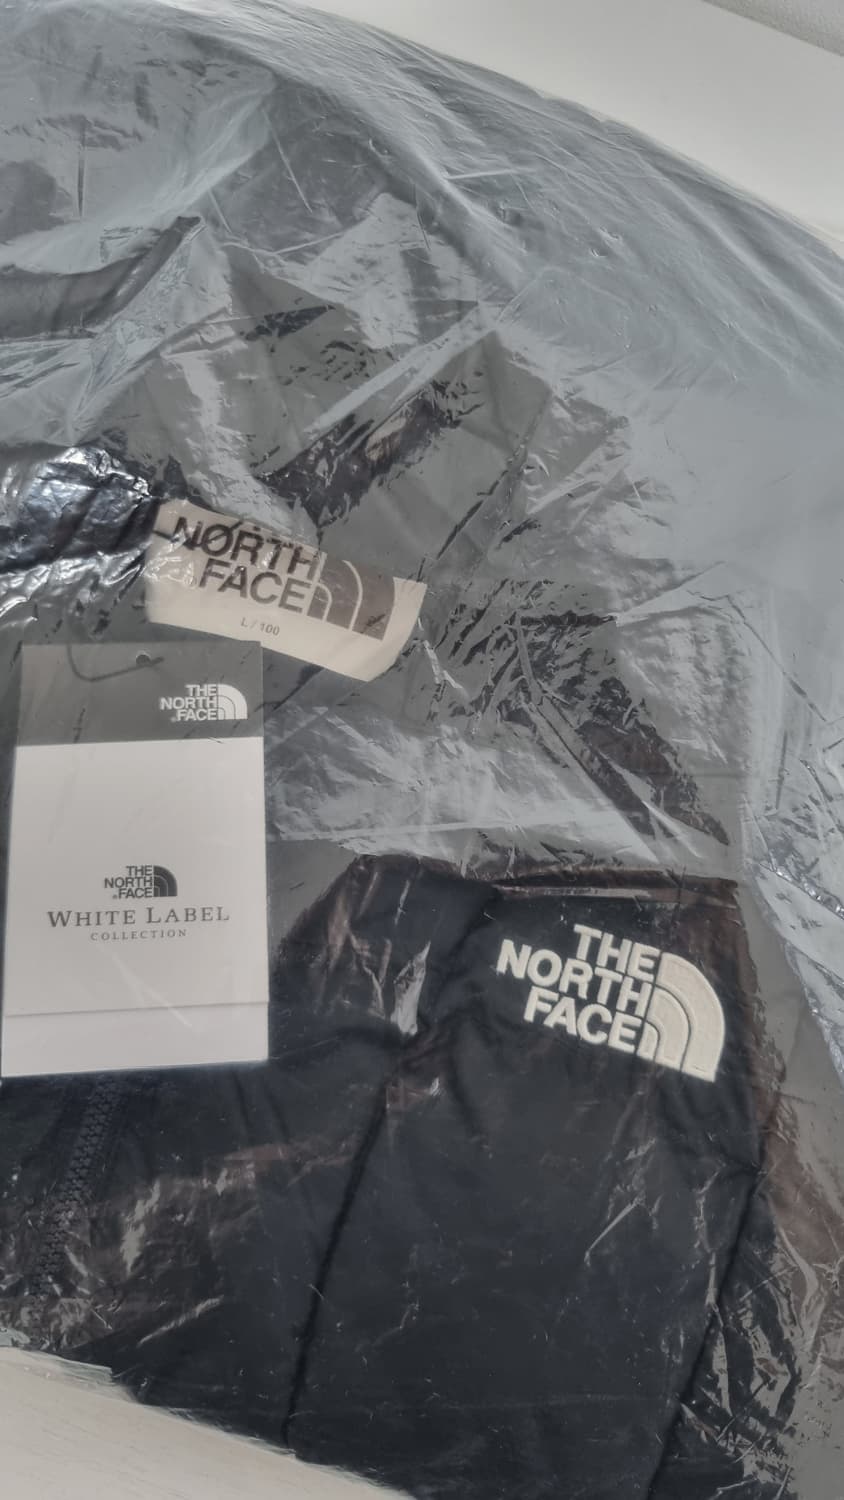 NORTH
FACE
L / 100
THE
NORTH
FACE
THE
NORTH
FACE
WHITE LABEL
COLLECTION
THE
NORTH
FACE